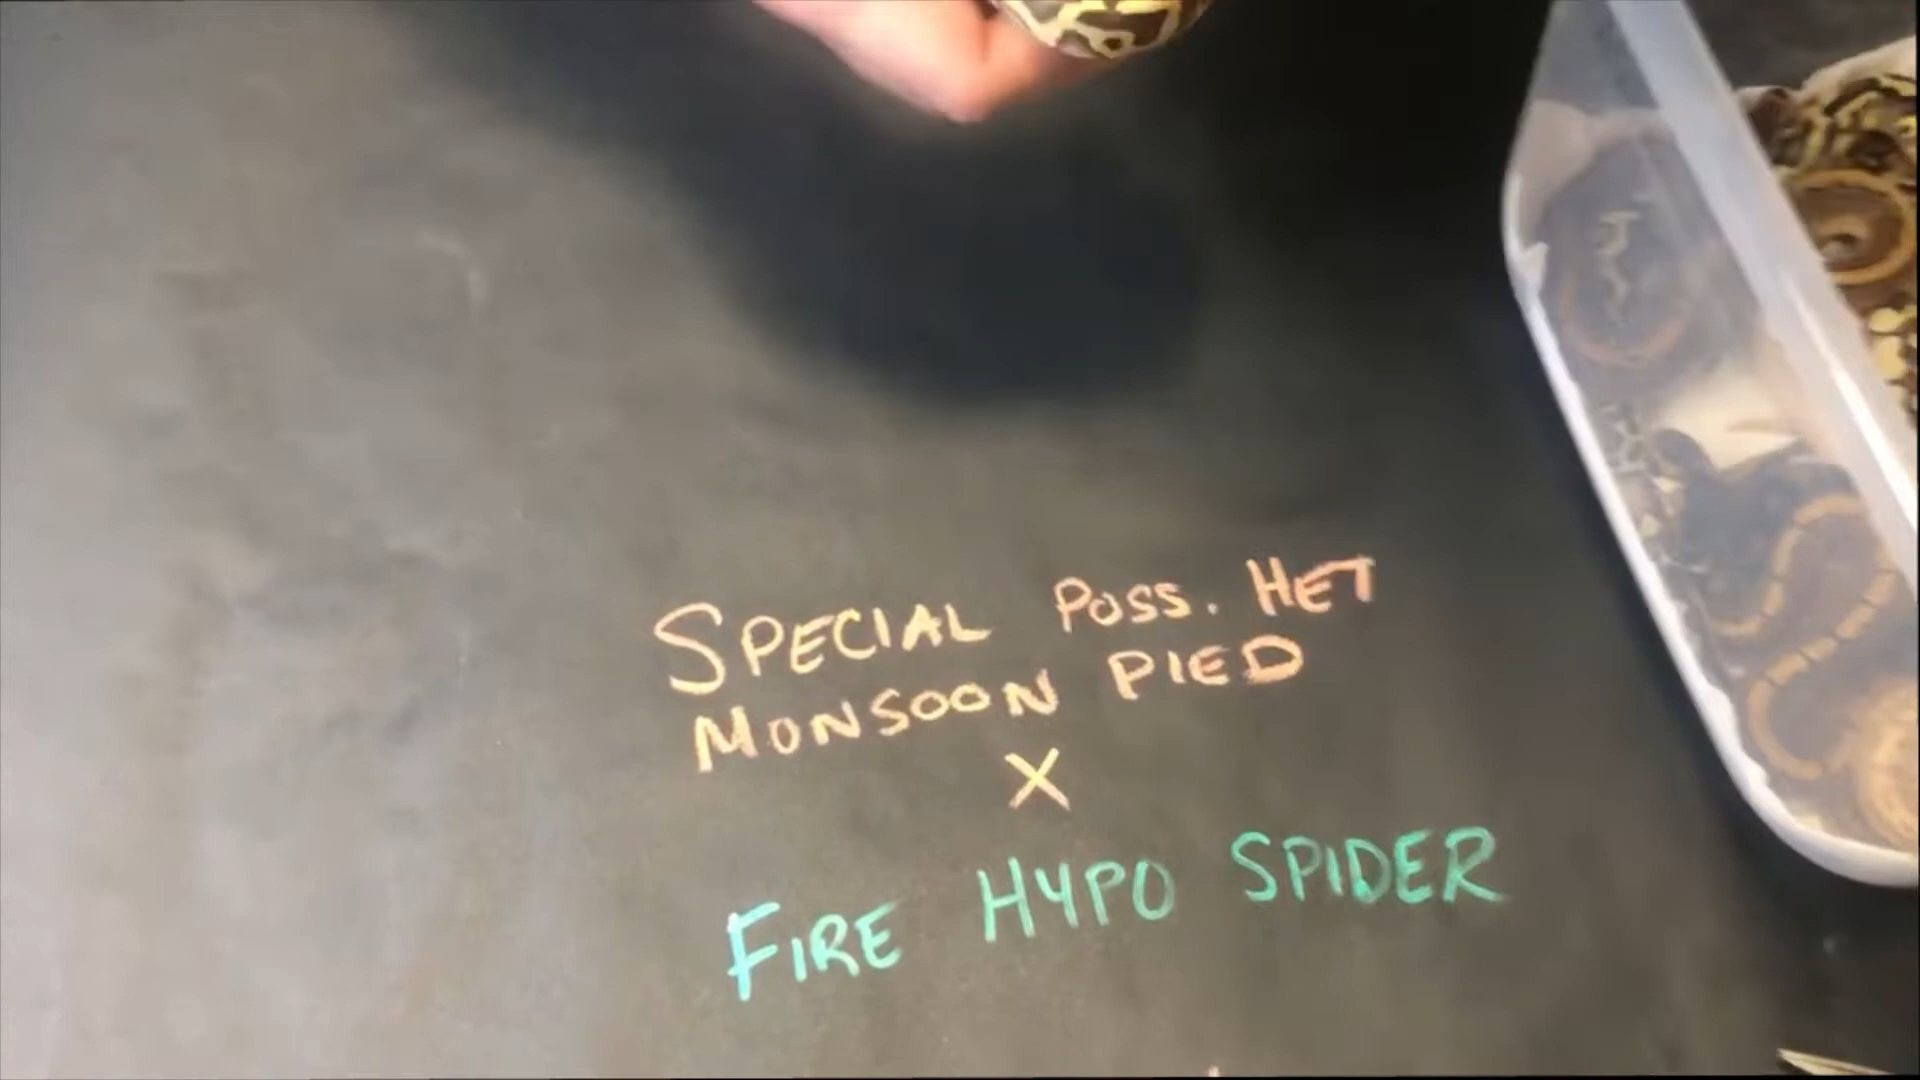 SPECIAL POSS. HET
MONSOON PIED
X
FIRE HYPO SPIDER